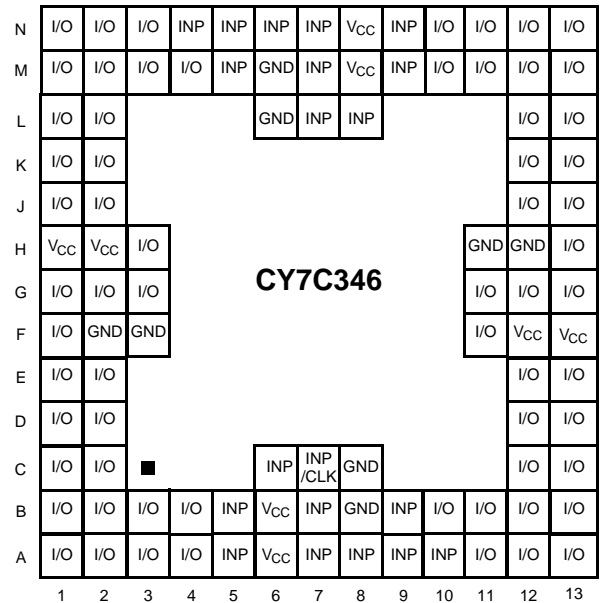 N I/O I/O I/O INP INP INP INP VCC INP I/O I/O I/O I/O
M I/O I/O I/O I/O INP GND INP VCC INP I/O I/O I/O I/O
L I/O I/O GND INP INP I/O I/O
K I/O I/O I/O I/O
J I/O I/O I/O I/O
H VCC VCC I/O GND GND I/O
CY7C346
G I/O I/O I/O I/O I/O I/O
F I/O GND GND I/O VCC VCC
E I/O I/O I/O I/O
D I/O I/O I/O I/O
C I/O I/O INP INP /CLK GND I/O I/O
B I/O I/O I/O I/O INP VCC INP GND INP I/O I/O I/O I/O
A I/O I/O I/O I/O INP VCC INP INP INP INP I/O I/O I/O
1 2 3 4 5 6 7 8 9 10 11 12 13